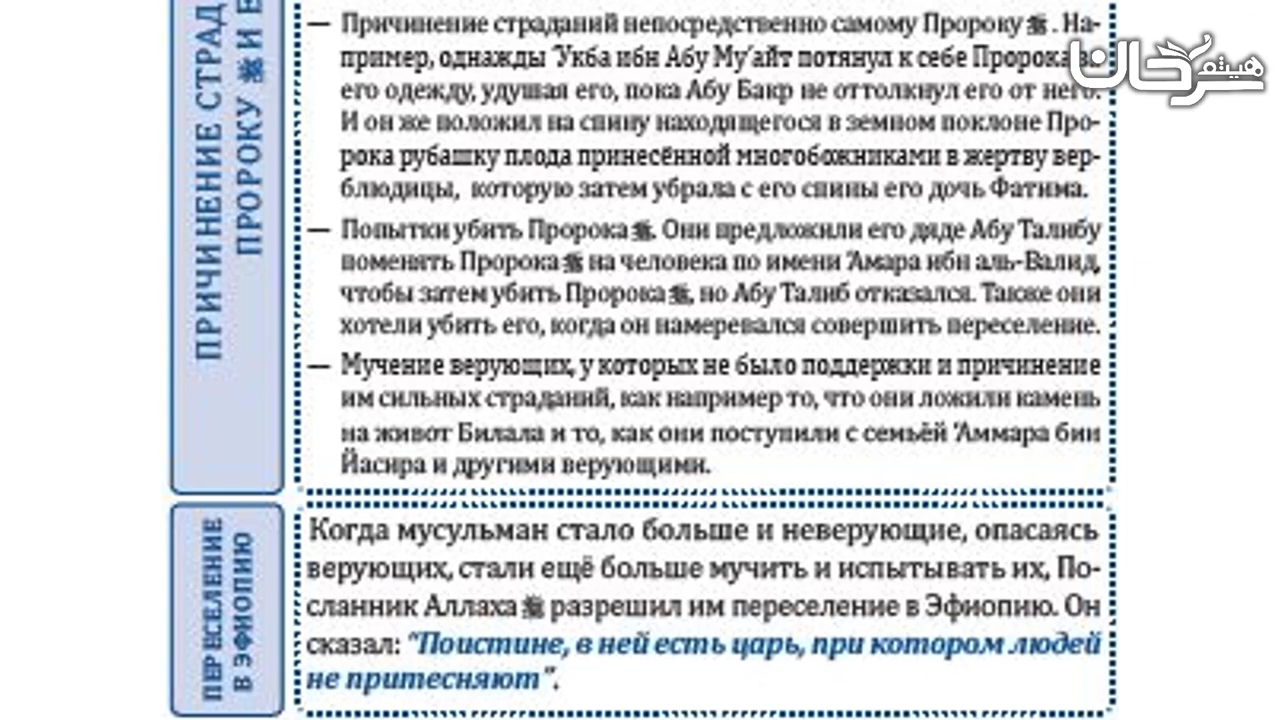 ПРИЧИНЕНИЕ СТРАД
ПРОРОКУ ﷺ И Е
— Причинение страданий непосредственно самому Пророку ﷺ . На-
пример, однажды ‘Укба ибн Абу Му‘айт потянул к себе Пророка за
его одежду, удушая его, пока Абу Бакр не оттолкнул его от него.
И он же положил на спину находящегося в земном поклоне Про-
рока рубашку плода принесённой многобожниками в жертву вер-
блюдицы, которую затем убрала с его спины его дочь Фатима.
— Попытки убить Пророка ﷺ. Они предложили его дяде Абу Талибу
поменять Пророка ﷺ на человека по имени ‘Амара ибн аль-Валид,
чтобы затем убить Пророка ﷺ, но Абу Талиб отказался. Также они
хотели убить его, когда он намеревался совершить переселение.
— Мучение верующих, у которых не было поддержки и причинение
им сильных страданий, как например то, что они ложили камень
на живот Билала и то, как они поступили с семьёй ‘Аммара бин
Йасира и другими верующими.
ПЕРЕСЕЛЕНИЕ
В ЭФИОПИЮ
Когда мусульман стало больше и неверующие, опасаясь
верующих, стали ещё больше мучить и испытывать их, По-
сланник Аллаха ﷺ разрешил им переселение в Эфиопию. Он
сказал: “Поистине, в ней есть царь, при котором людей
не притесняют”.